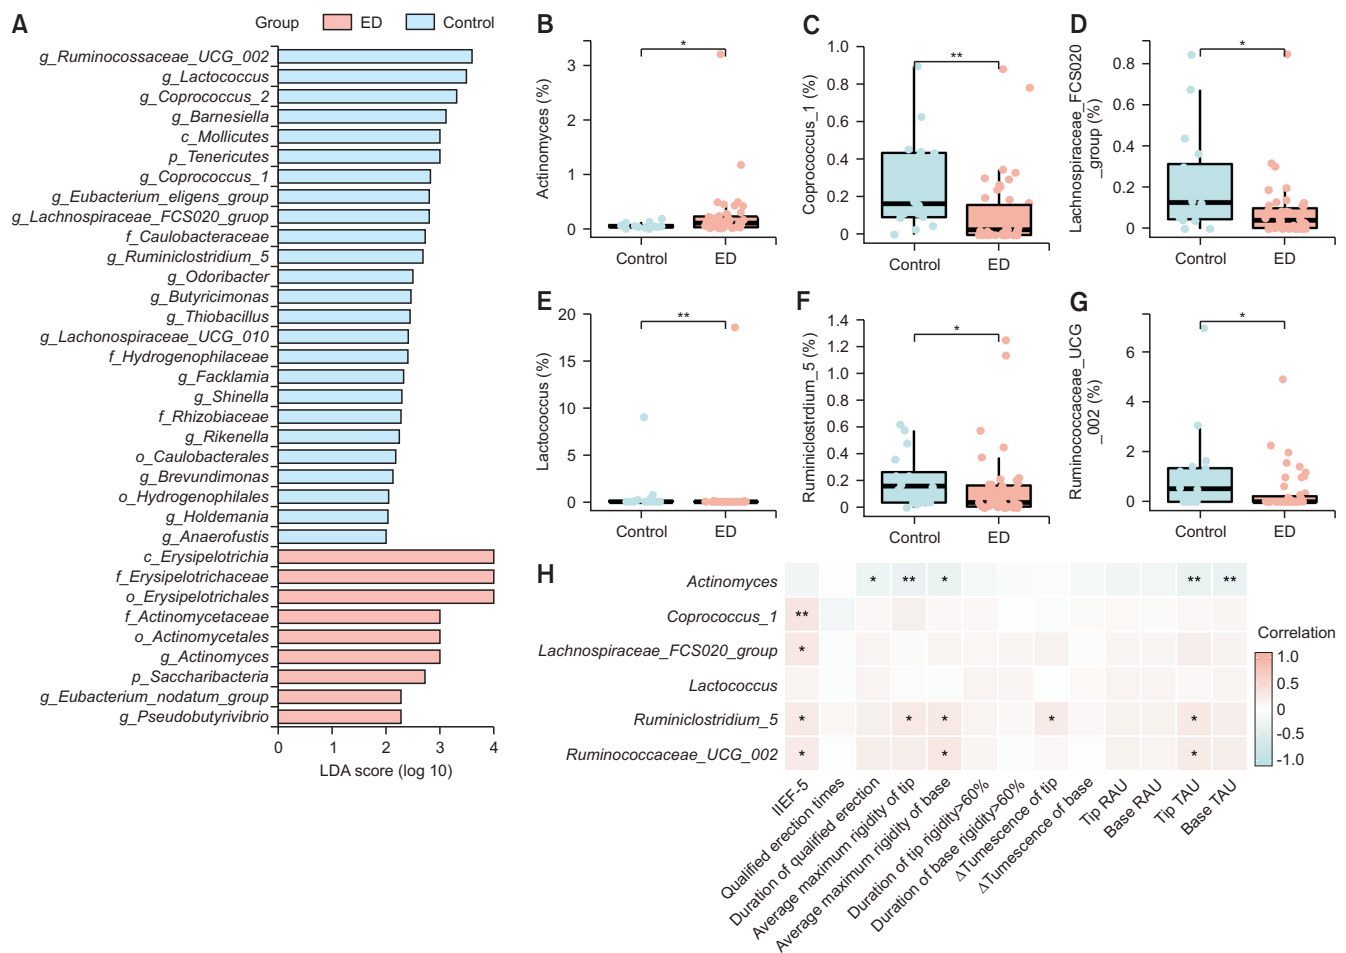 A
Group ED Control
g_Ruminocossaceae_UCG_002
g_Lactococcus
g_Coprococcus_2
g_Barnesiella
c_Mollicutes
p_Tenericutes
g_Coprococcus_1
g_Eubacterium_eligens_group
g_Lachnospiraceae_FCS020_gruop
f_Caulobacteraceae
g_Ruminiclostridium_5
g_Odoribacter
g_Butyricimonas
g_Thiobacillus
g_Lachonospiraceae_UCG_010
f_Hydrogenophilaceae
g_Facklamia
g_Shinella
f_Rhizobiaceae
g_Rikenella
o_Caulobacterales
g_Brevundimonas
o_Hydrogenophilales
g_Holdemania
g_Anaerofustis
c_Erysipelotrichia
f_Erysipelotrichaceae
o_Erysipelotrichales
f_Actinomycetaceae
o_Actinomycetales
g_Actinomyces
p_Saccharibacteria
g_Eubacterium_nodatum_group
g_Pseudobutyrivibrio
0 1 2 3 4
LDA score (log 10)
B
Actinomyces (%)
3
2
1
0
*
Control ED
C
Coprococcus_1 (%)
1.0
0.8
0.6
0.4
0.2
0
**
Control ED
D
Lachnospiraceae_FCS020
_group (%)
0.8
0.6
0.4
0.2
0
*
Control ED
E
Lactococcus (%)
20
15
10
5
0
**
Control ED
F
Ruminiclostrdium_5 (%)
1.4
1.2
1.0
0.8
0.6
0.4
0.2
0
*
Control ED
G
Ruminococcaceae_UCG
_002 (%)
6
4
2
0
*
Control ED
H
Actinomyces * ** * ** **
Coprococcus_1 **
Lachnospiraceae_FCS020_group *
Lactococcus
Ruminiclostridium_5 * * * * *
Ruminococcaceae_UCG_002 * * *
IIEF-5
Qualified erection times
Duration of qualified erection
Average maximum rigidity of tip
Average maximum rigidity of base
Duration of tip rigidity>60%
Duration of base rigidity>60%
ΔTumescence of tip
ΔTumescence of base
Tip RAU
Base RAU
Tip TAU
Base TAU
Correlation
1.0
0.5
0
-0.5
-1.0